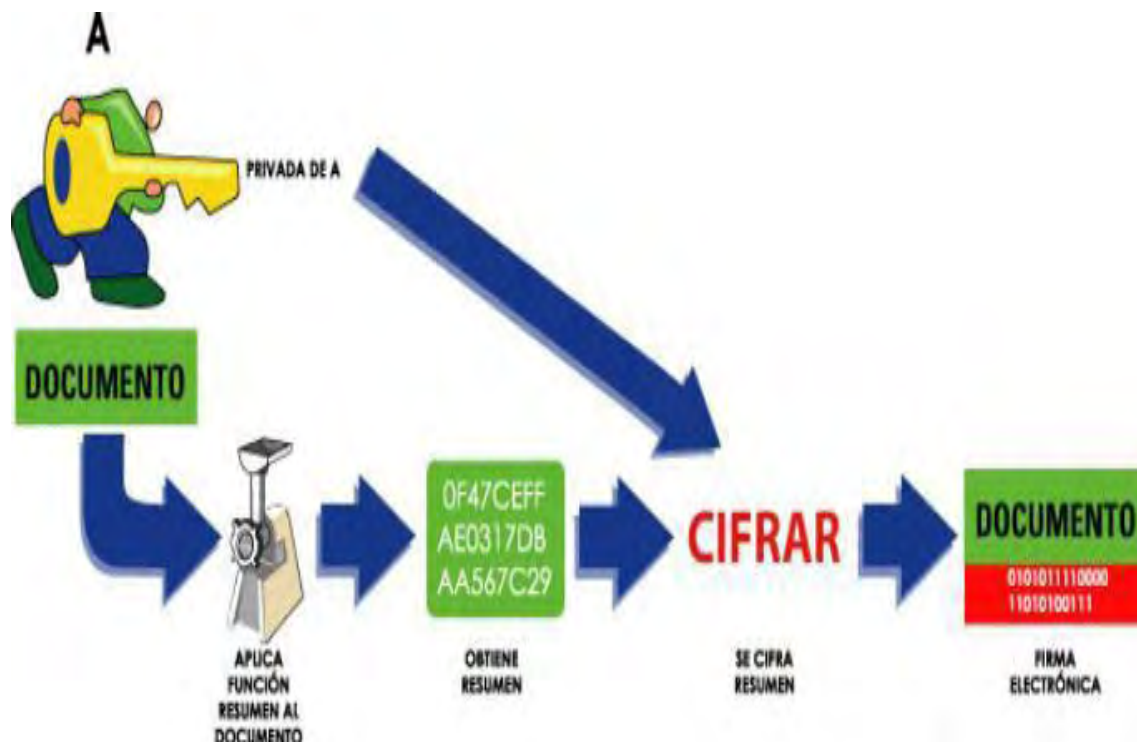 A
PRIVADA DE A
DOCUMENTO
0F47CEFF
AE0317DB
AA567C29
CIFRAR
DOCUMENTO
0101011110000
11010100111
APLICA
FUNCIÓN
RESUMEN AL
DOCUMENTO
OBTIENE
RESUMEN
SE CIFRA
RESUMEN
FIRMA
ELECTRÓNICA